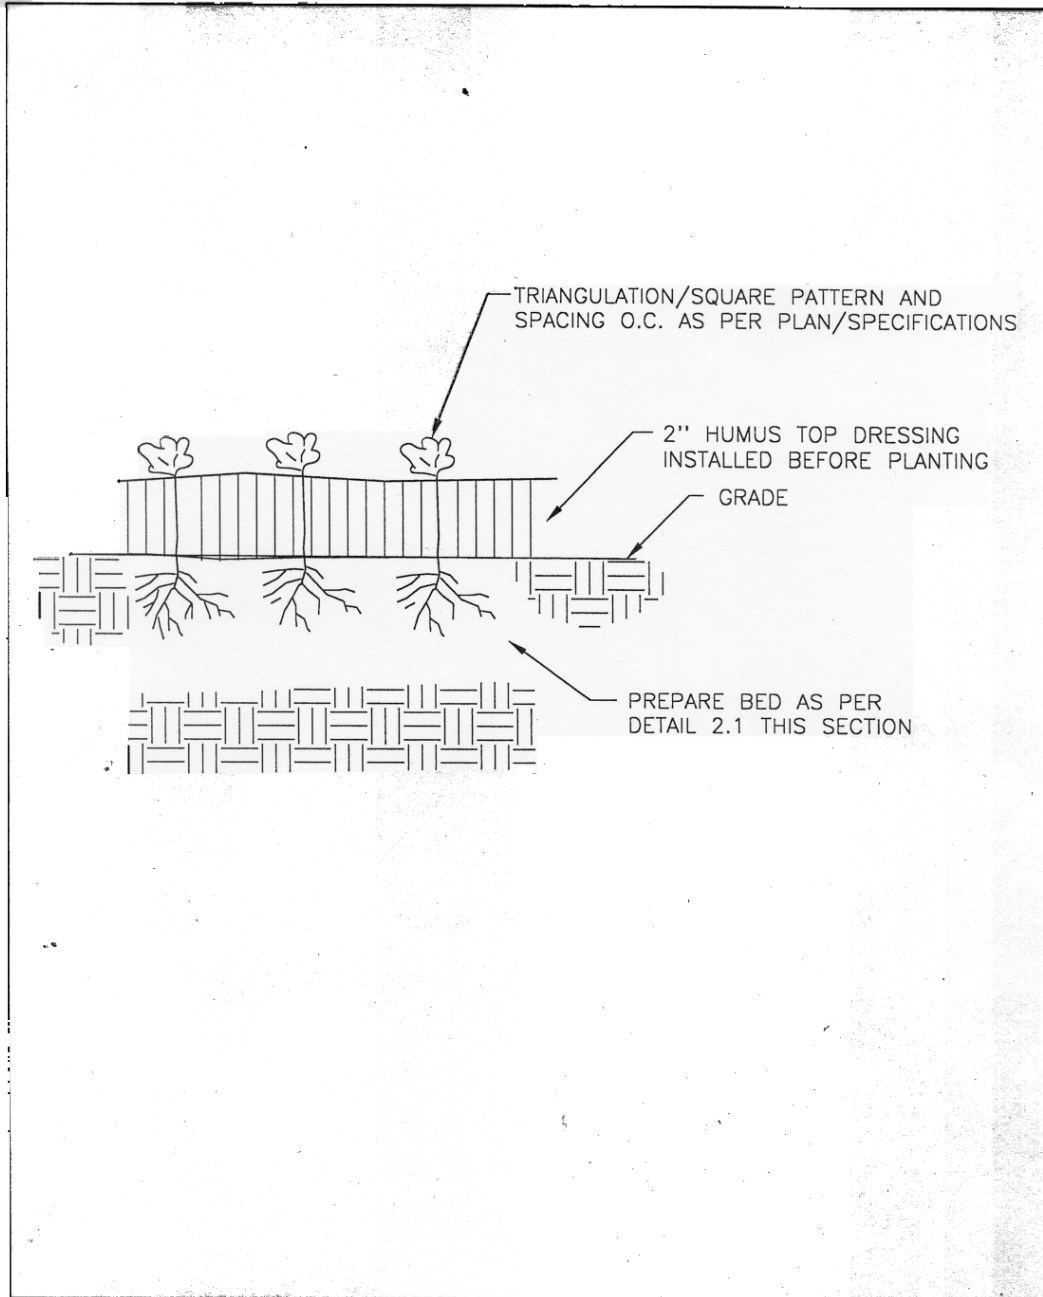 TRIANGULATION/SQUARE PATTERN AND
SPACING O.C. AS PER PLAN/SPECIFICATIONS
2" HUMUS TOP DRESSING
INSTALLED BEFORE PLANTING
GRADE
PREPARE BED AS PER
DETAIL 2.1 THIS SECTION